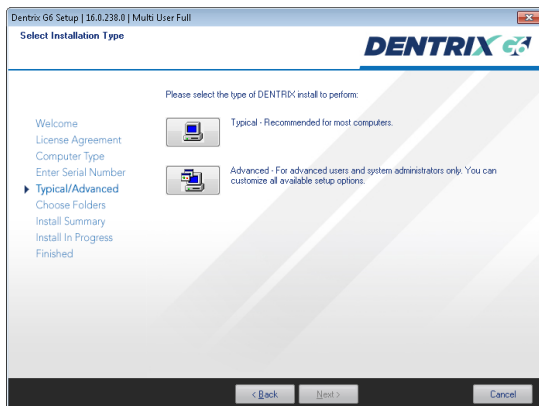 Dentrix G6 Setup | 16.0.238.0 | Multi User Full
Select Installation Type
DENTRIX G6
Please select the type of DENTRIX install to perform:
Typical - Recommended for most computers.
Advanced - For advanced users and system administrators only. You can
customize all available setup options.
Welcome
License Agreement
Computer Type
Enter Serial Number
Typical/Advanced
Choose Folders
Install Summary
Install In Progress
Finished
< Back
Next >
Cancel